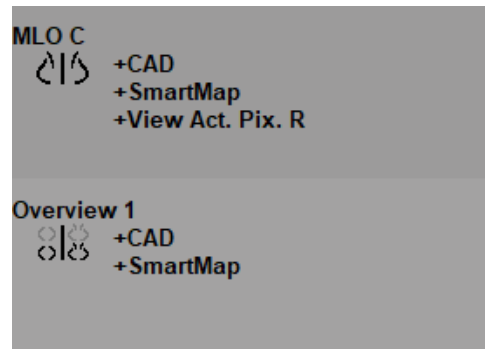 MLO C
+CAD
+SmartMap
+View Act. Pix. R
Overview 1
+CAD
+SmartMap